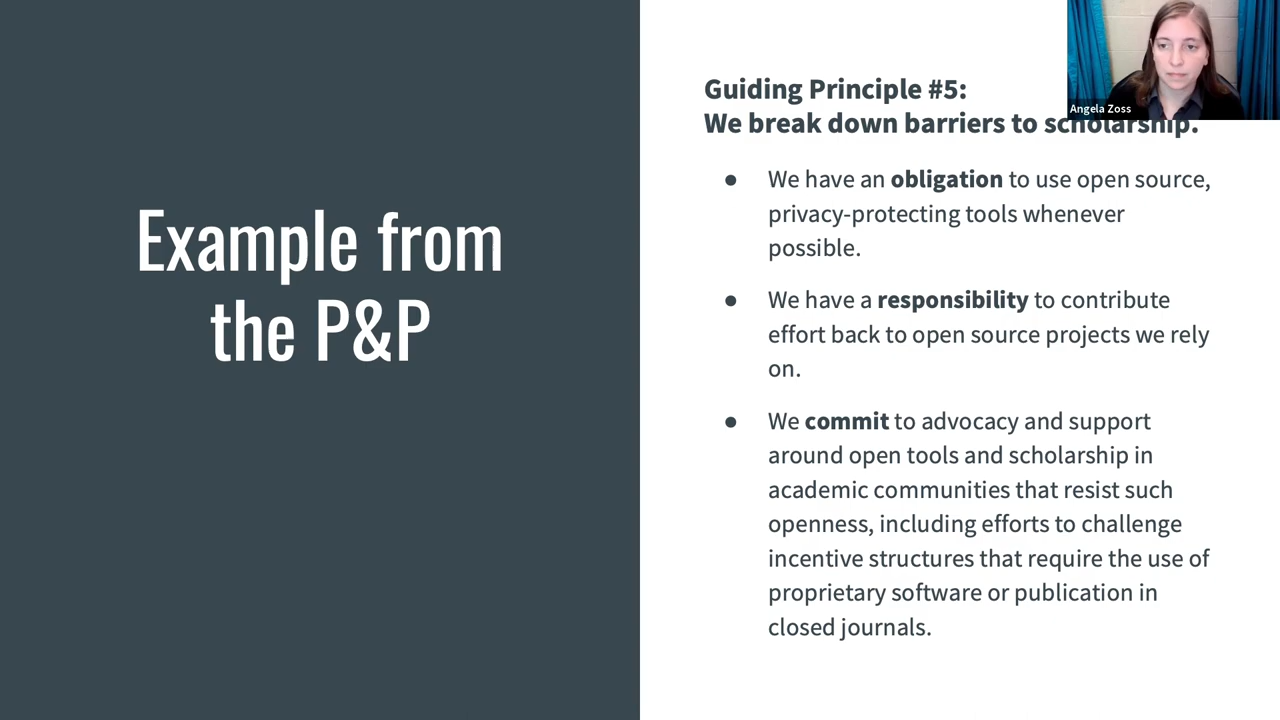 Example from
the P&P
Guiding Principle #5:
We break down barriers to scholarship.
● We have an obligation to use open source,
privacy-protecting tools whenever
possible.
● We have a responsibility to contribute
effort back to open source projects we rely
on.
● We commit to advocacy and support
around open tools and scholarship in
academic communities that resist such
openness, including efforts to challenge
incentive structures that require the use of
proprietary software or publication in
closed journals.
Angela Zoss